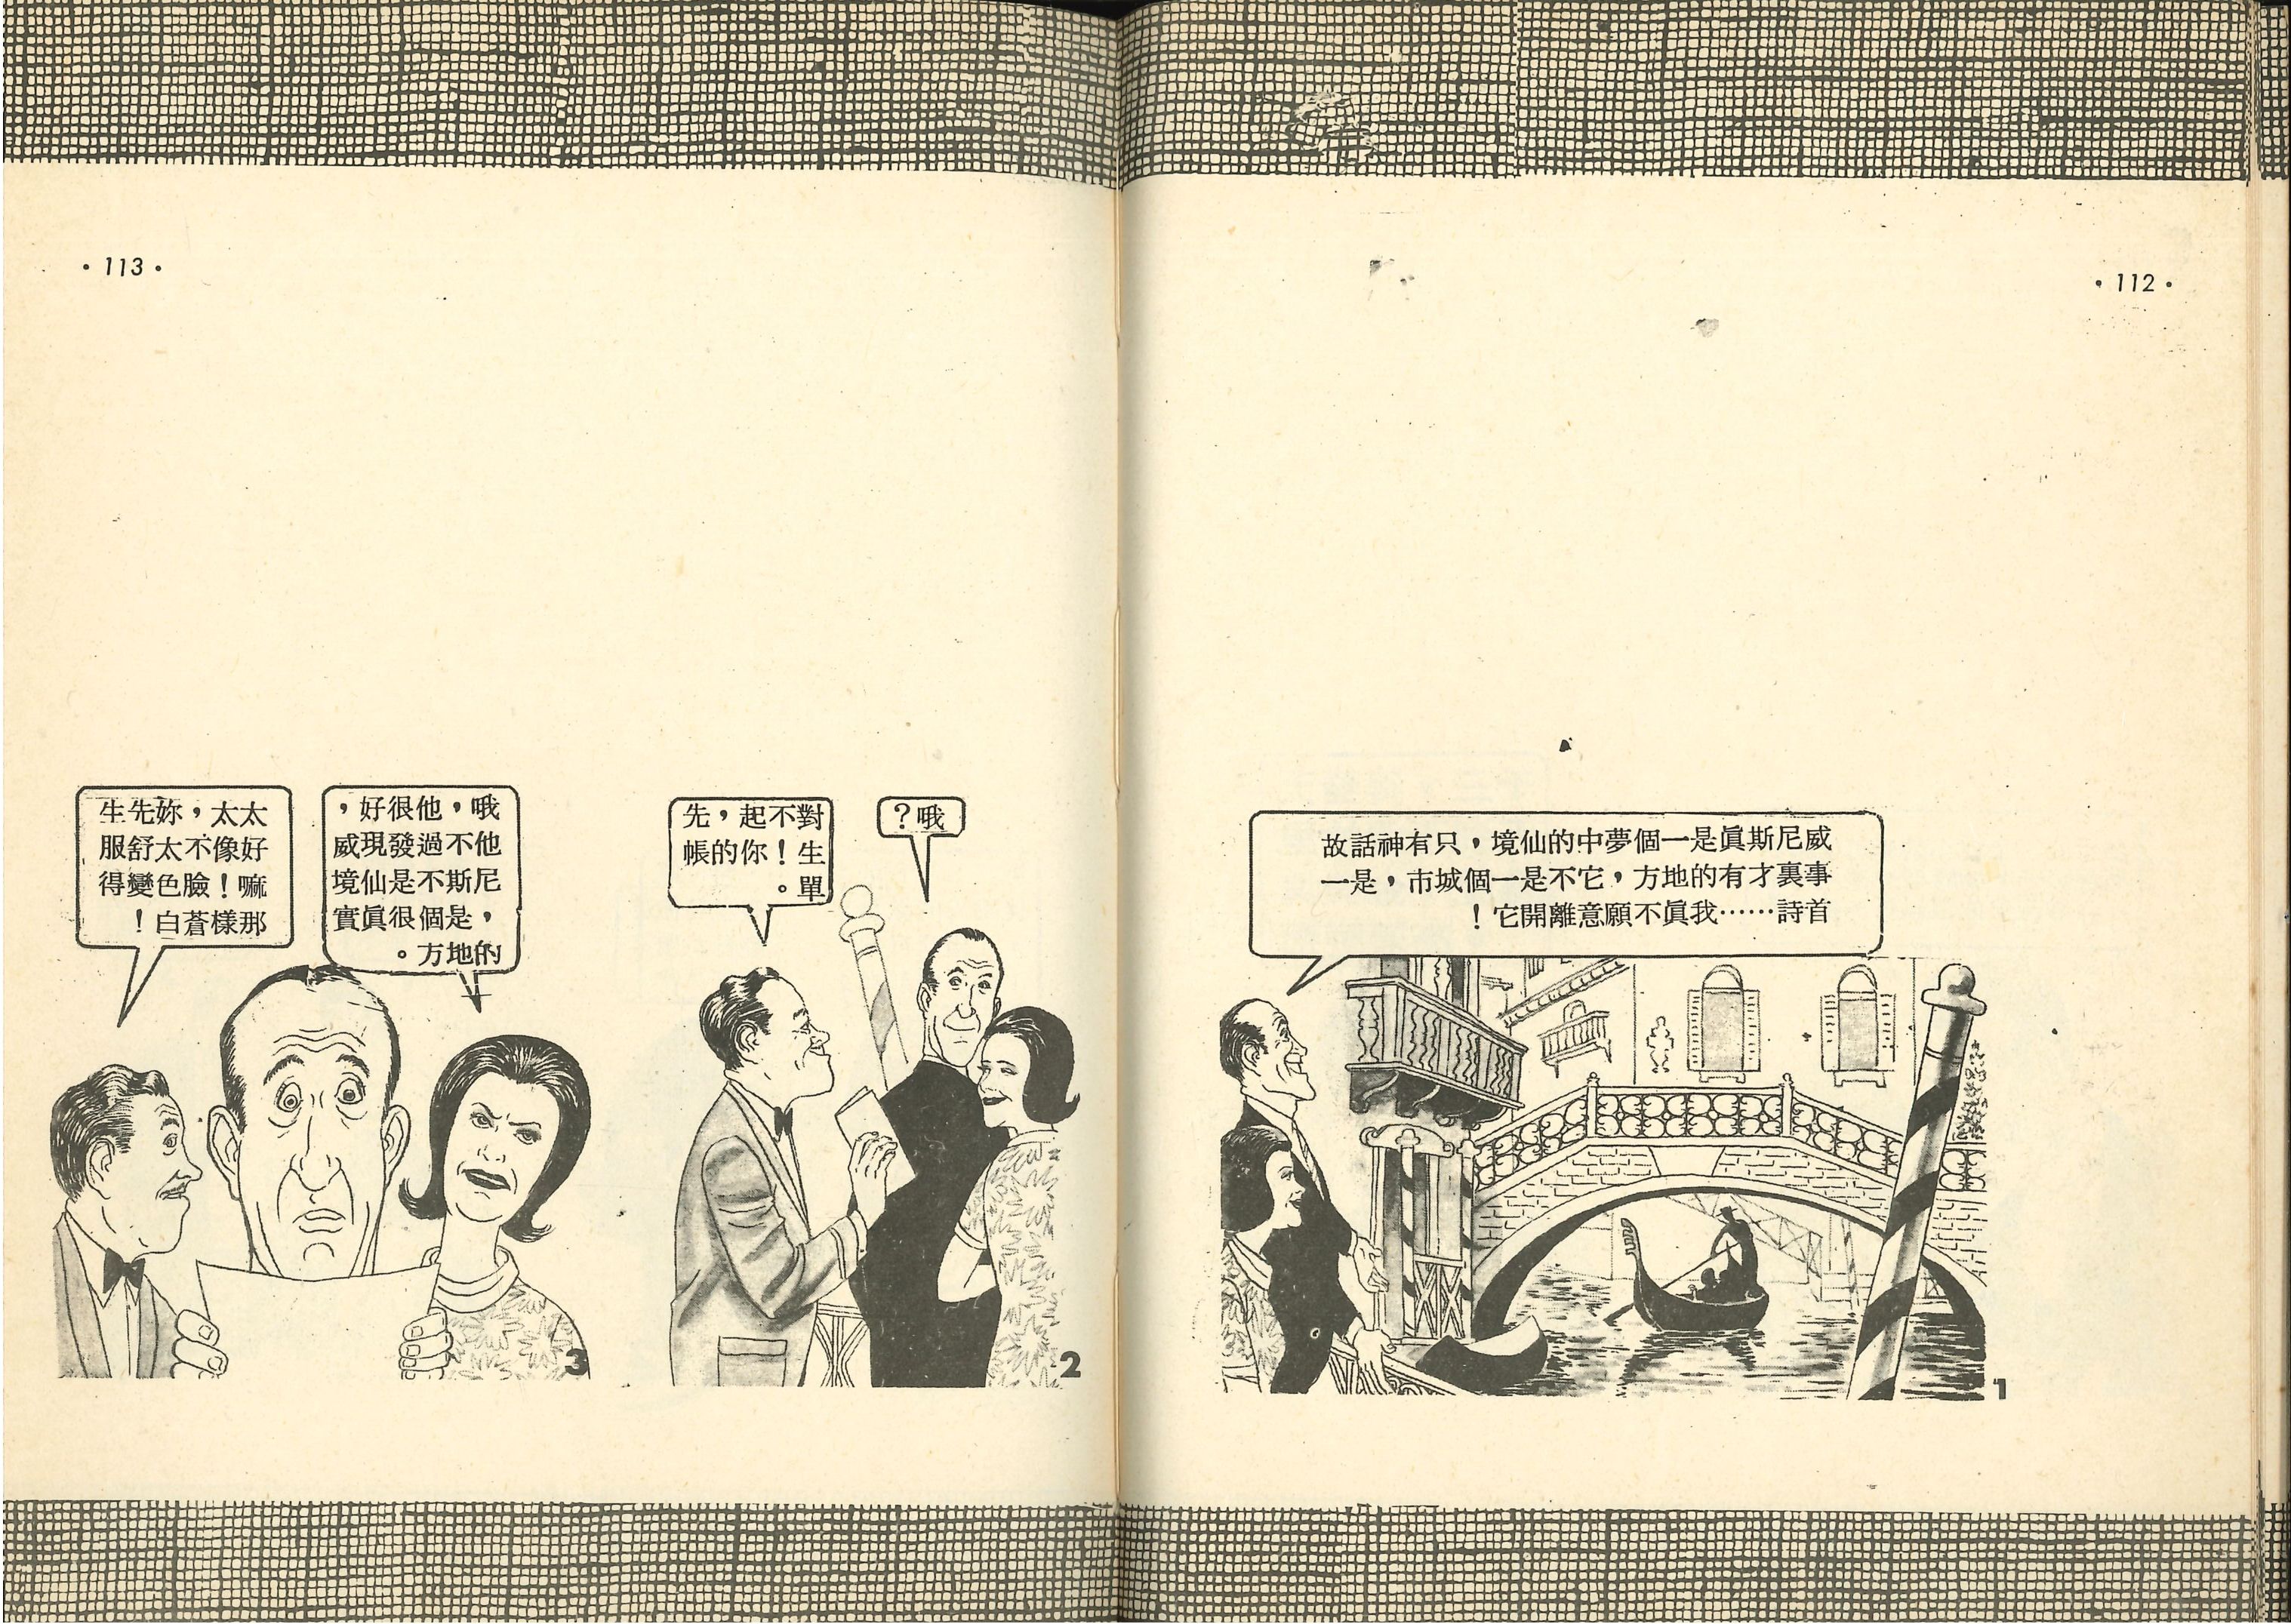 • 112 •
威尼斯眞是一個夢中的仙境，只有神話故
事裏才有的地方，它不是一個城市，是一
首詩……我眞不願意離開它！
1
哦？
對不起，先
生！你的帳
單。
2
哦，他很好，
他不過發現威
尼斯不是仙境
，是個很眞實
的地方。
太太，妳先生
好像不太舒服
嘛！臉色變得
那樣蒼白！
3
• 113 •